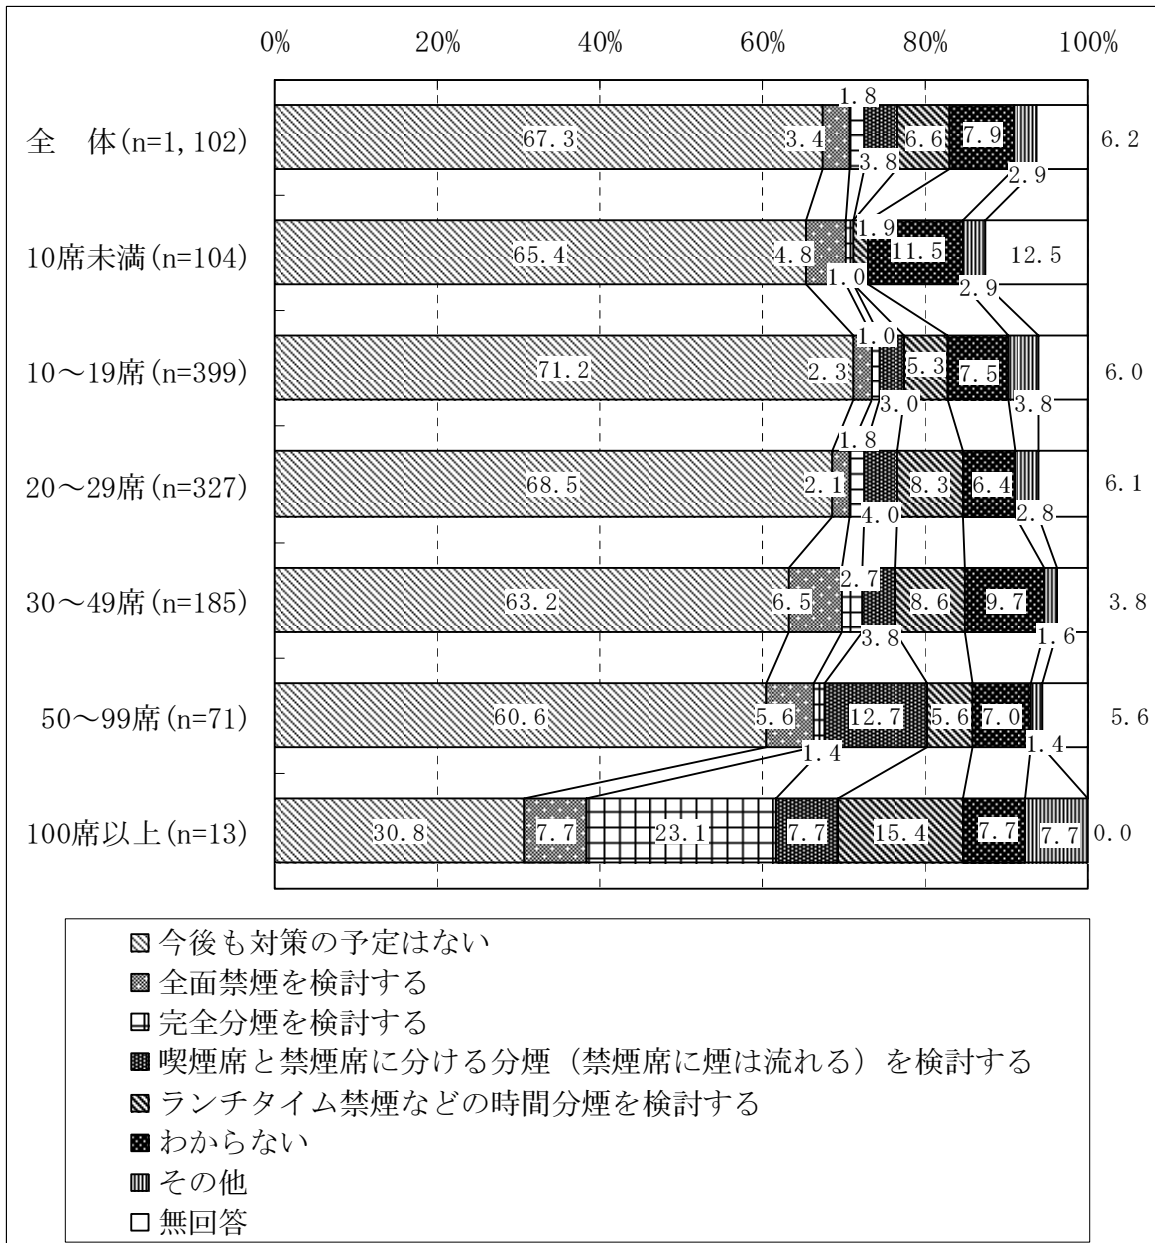 0% 20% 40% 60% 80% 100%
1.8
全　体(n=1,102) 67.3 3.4 3.8 6.6 7.9 2.9 6.2
1.9
10席未満(n=104) 65.4 4.8 1.0 11.5 2.9 12.5
1.0
10～19席(n=399) 71.2 2.3 3.0 5.3 7.5 3.8 6.0
1.8
20～29席(n=327) 68.5 2.1 4.0 8.3 6.4 2.8 6.1
2.7
30～49席(n=185) 63.2 6.5 3.8 8.6 9.7 1.6 3.8
50～99席(n=71) 60.6 5.6 1.4 12.7 5.6 7.0 1.4 5.6
100席以上(n=13) 30.8 7.7 23.1 7.7 15.4 7.7 7.7 0.0
今後も対策の予定はない
全面禁煙を検討する
完全分煙を検討する
喫煙席と禁煙席に分ける分煙（禁煙席に煙は流れる）を検討する
ランチタイム禁煙などの時間分煙を検討する
わからない
その他
無回答